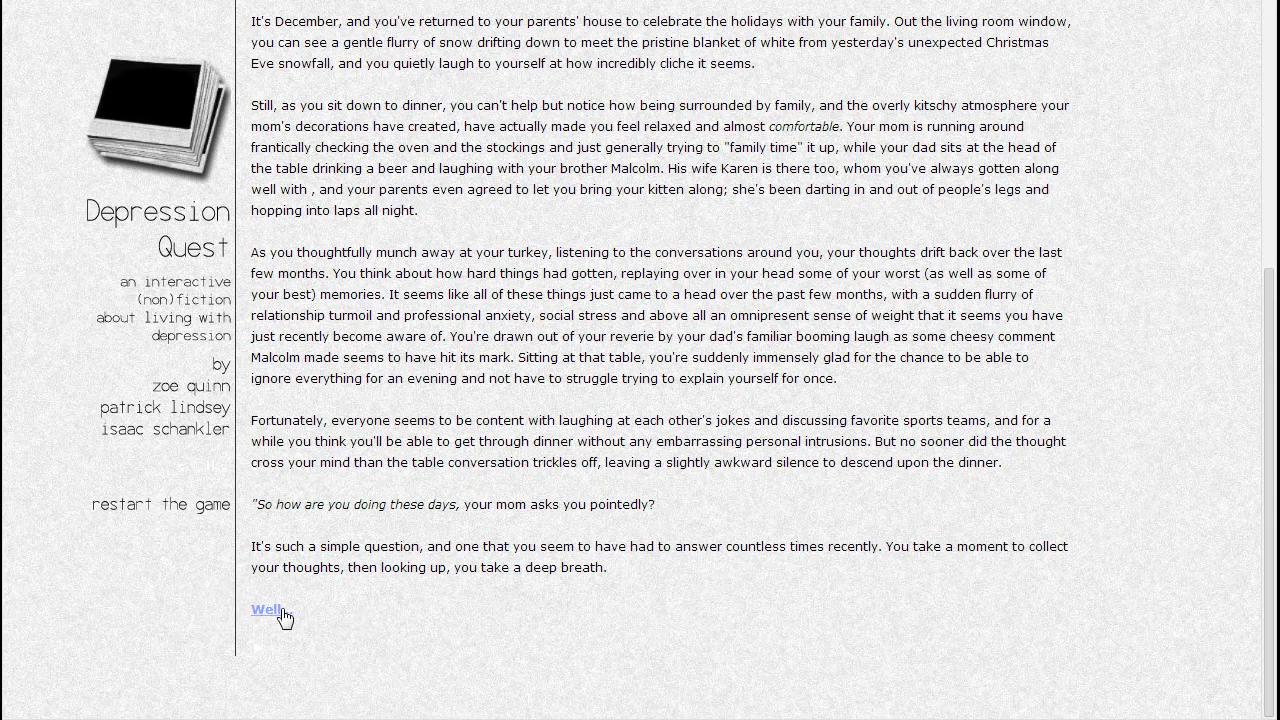 It's December, and you've returned to your parents' house to celebrate the holidays with your family. Out the living room window,
you can see a gentle flurry of snow drifting down to meet the pristine blanket of white from yesterday's unexpected Christmas
Eve snowfall, and you quietly laugh to yourself at how incredibly cliche it seems.
Still, as you sit down to dinner, you can't help but notice how being surrounded by family, and the overly kitschy atmosphere your
mom's decorations have created, have actually made you feel relaxed and almost comfortable. Your mom is running around
frantically checking the oven and the stockings and just generally trying to "family time" it up, while your dad sits at the head of
the table drinking a beer and laughing with your brother Malcolm. His wife Karen is there too, whom you've always gotten along
well with , and your parents even agreed to let you bring your kitten along; she's been darting in and out of people's legs and
hopping into laps all night.
As you thoughtfully munch away at your turkey, listening to the conversations around you, your thoughts drift back over the last
few months. You think about how hard things had gotten, replaying over in your head some of your worst (as well as some of
your best) memories. It seems like all of these things just came to a head over the past few months, with a sudden flurry of
relationship turmoil and professional anxiety, social stress and above all an omnipresent sense of weight that it seems you have
just recently become aware of. You're drawn out of your reverie by your dad's familiar booming laugh as some cheesy comment
Malcolm made seems to have hit its mark. Sitting at that table, you're suddenly immensely glad for the chance to be able to
ignore everything for an evening and not have to struggle trying to explain yourself for once.
Fortunately, everyone seems to be content with laughing at each other's jokes and discussing favorite sports teams, and for a
while you think you'll be able to get through dinner without any embarrassing personal intrusions. But no sooner did the thought
cross your mind than the table conversation trickles off, leaving a slightly awkward silence to descend upon the dinner.
"So how are you doing these days, your mom asks you pointedly?
It's such a simple question, and one that you seem to have had to answer countless times recently. You take a moment to collect
your thoughts, then looking up, you take a deep breath.
Well
Depression
Quest
an interactive
(non)fiction
about living with
depression
by
zoe quinn
patrick lindsey
isaac schankler
restart the game